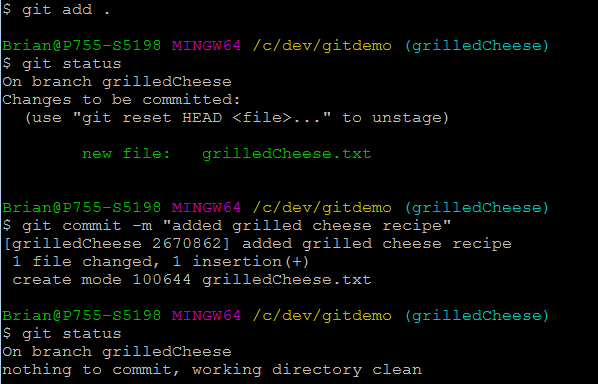 $ git add .
Brian@P755-S5198 MINGW64 /c/dev/gitdemo (grilledCheese)
$ git status
On branch grilledCheese
Changes to be committed:
  (use "git reset HEAD <file>..." to unstage)
        new file:   grilledCheese.txt
Brian@P755-S5198 MINGW64 /c/dev/gitdemo (grilledCheese)
$ git commit -m "added grilled cheese recipe"
[grilledCheese 2670862] added grilled cheese recipe
 1 file changed, 1 insertion(+)
 create mode 100644 grilledCheese.txt
Brian@P755-S5198 MINGW64 /c/dev/gitdemo (grilledCheese)
$ git status
On branch grilledCheese
nothing to commit, working directory clean